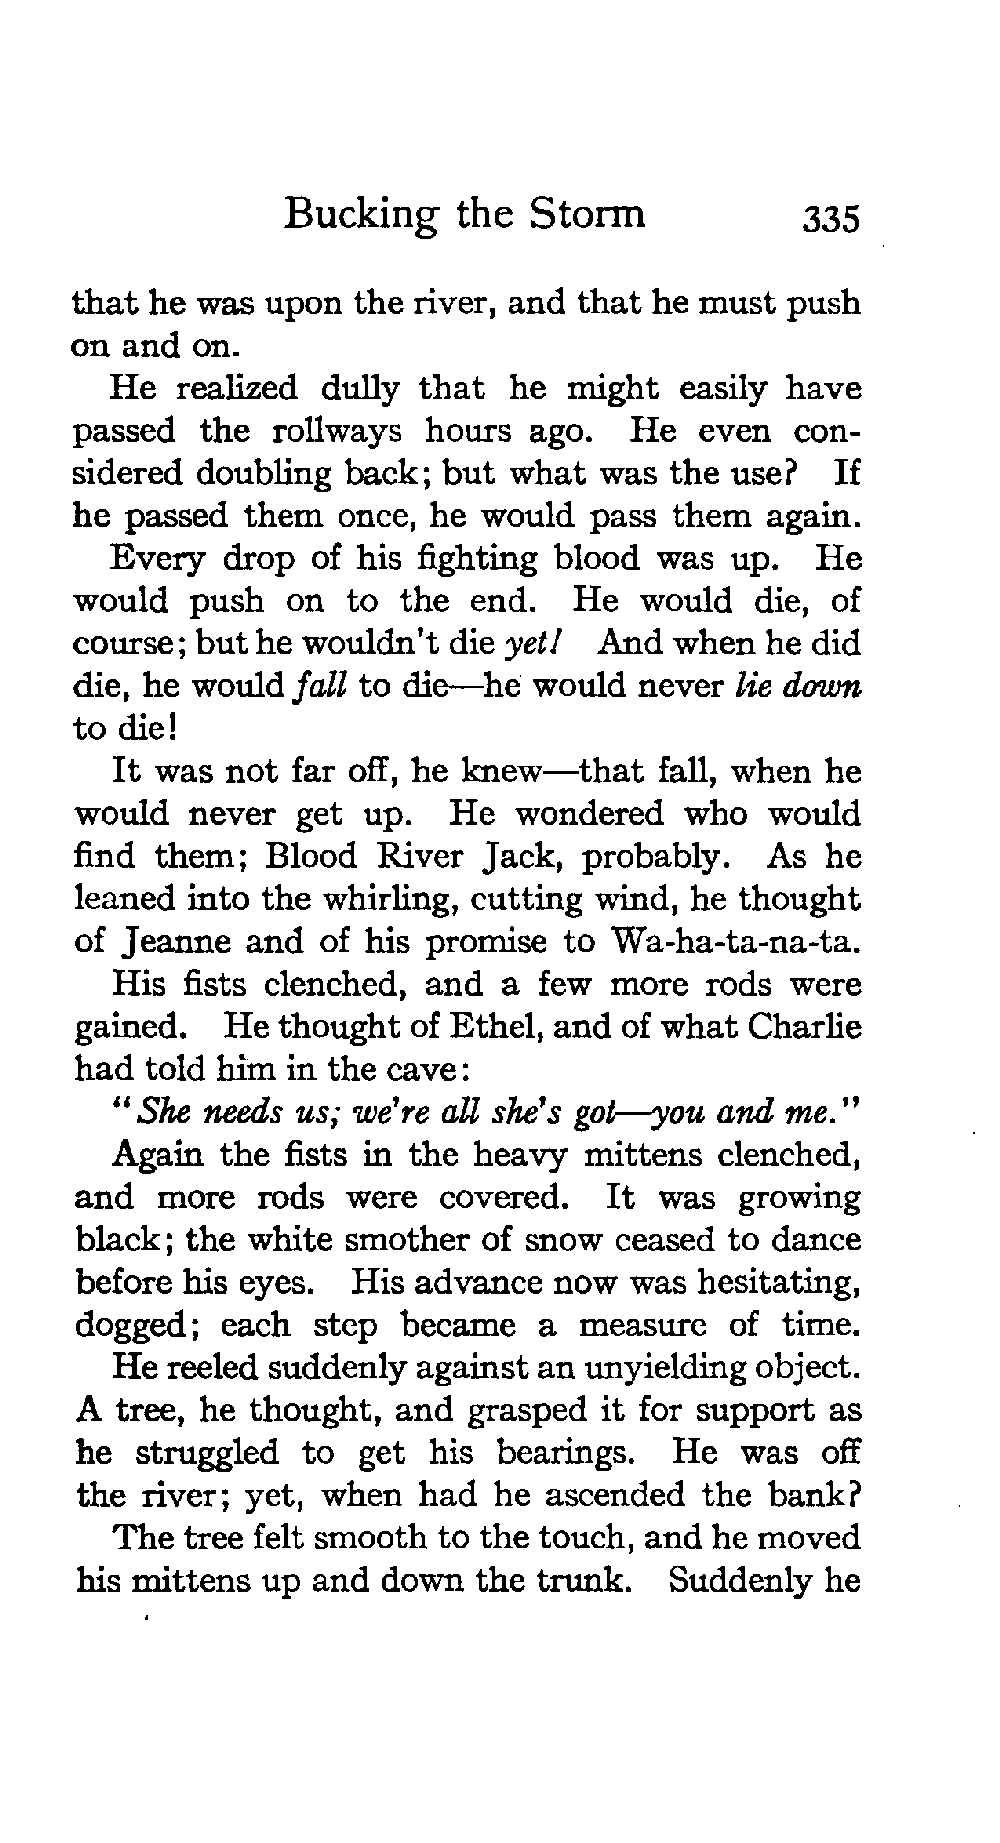 Bucking the Storm 335
that he was upon the river, and that he must push
on and on.
He realized dully that he might easily have
passed the rollways hours ago. He even con-
sidered doubling back; but what was the use? If
he passed them once, he would pass them again.
Every drop of his fighting blood was up. He
would push on to the end. He would die, of
course; but he wouldn't die yet! And when he did
die, he would fall to die—he would never lie down
to die!
It was not far off, he knew—that fall, when he
would never get up. He wondered who would
find them; Blood River Jack, probably. As he
leaned into the whirling, cutting wind, he thought
of Jeanne and of his promise to Wa-ha-ta-na-ta.
His fists clenched, and a few more rods were
gained. He thought of Ethel, and of what Charlie
had told him in the cave:
"She needs us; we're all she's got—you and me."
Again the fists in the heavy mittens clenched,
and more rods were covered. It was growing
black; the white smother of snow ceased to dance
before his eyes. His advance now was hesitating,
dogged; each step became a measure of time.
He reeled suddenly against an unyielding object.
A tree, he thought, and grasped it for support as
he struggled to get his bearings. He was off
the river; yet, when had he ascended the bank?
The tree felt smooth to the touch, and he moved
his mittens up and down the trunk. Suddenly he